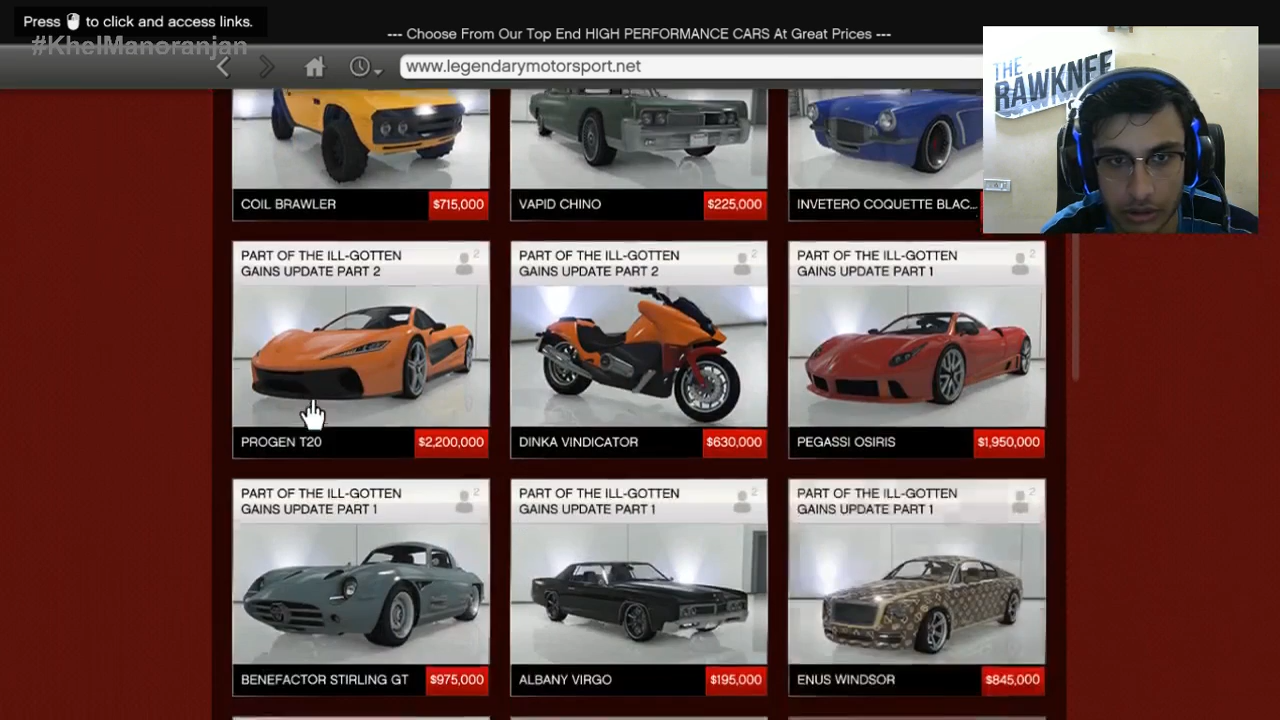 Press to click and access links.
#KhelManoranjan
--- Choose From Our Top End HIGH PERFORMANCE CARS At Great Prices ---
www.legendarymotorsport.net
THE
RAWKNEE
COIL BRAWLER
$715,000
VAPID CHINO
$225,000
INVETERO COQUETTE BLAC...
PART OF THE ILL-GOTTEN
GAINS UPDATE PART 2
2
PROGEN T20
$2,200,000
PART OF THE ILL-GOTTEN
GAINS UPDATE PART 2
2
DINKA VINDICATOR
$630,000
PART OF THE ILL-GOTTEN
GAINS UPDATE PART 1
2
PEGASSI OSIRIS
$1,950,000
PART OF THE ILL-GOTTEN
GAINS UPDATE PART 1
2
BENEFACTOR STIRLING GT
$975,000
PART OF THE ILL-GOTTEN
GAINS UPDATE PART 1
2
ALBANY VIRGO
$195,000
PART OF THE ILL-GOTTEN
GAINS UPDATE PART 1
2
ENUS WINDSOR
$845,000